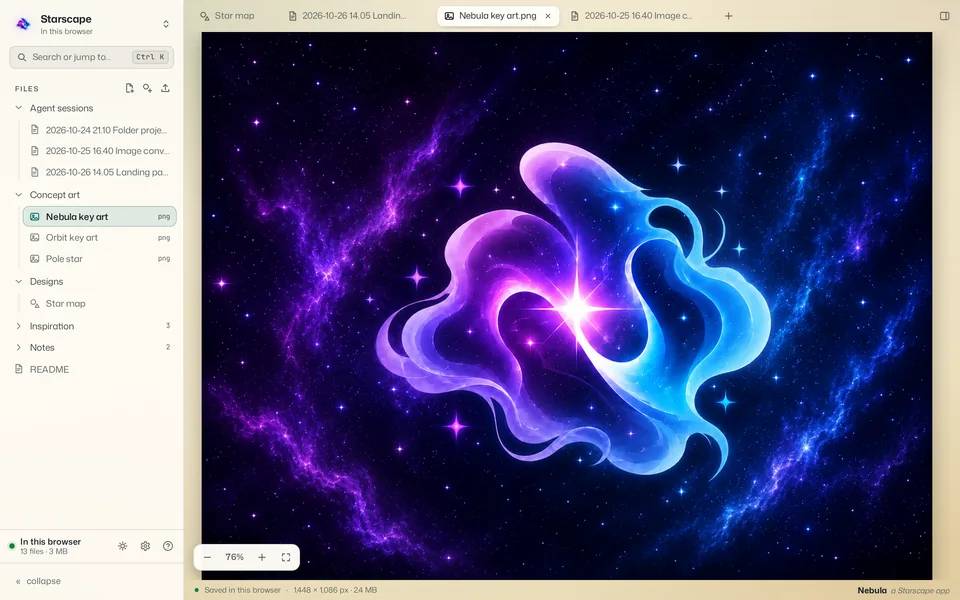 Starscape
In this browser
Search or jump to...
Ctrl K
FILES
Agent sessions
2026-10-24 21.10 Folder proje...
2026-10-25 16.40 Image conv...
2026-10-26 14.05 Landing pa...
Concept art
Nebula key art png
Orbit key art png
Pole star png
Designs
Star map
Inspiration 3
Notes 2
README
In this browser
13 files · 3 MB
« collapse
Star map
2026-10-26 14.05 Landin...
Nebula key art.png ×
2026-10-25 16.40 Image c...
+
− 76% +
Saved in this browser · 1,448 × 1,086 px · 2.4 MB
Nebula a Starscape app